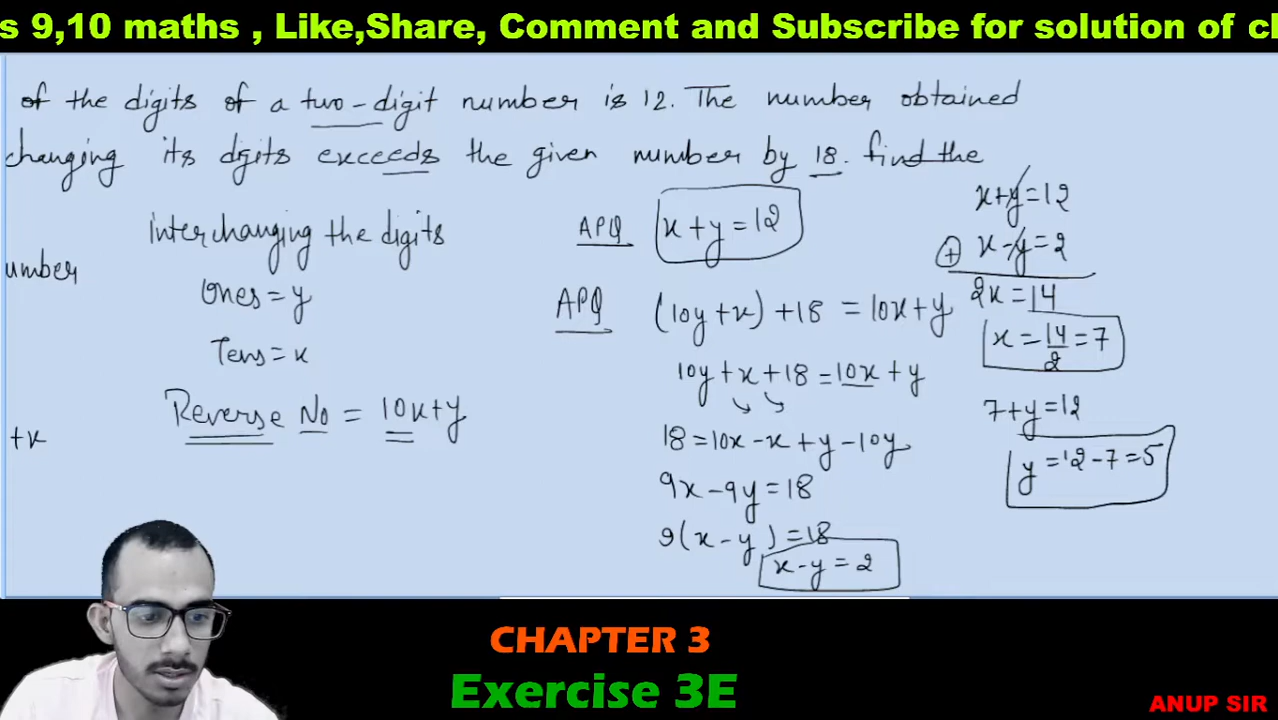 s 9,10 maths , Like,Share, Comment and Subscribe for solution of cl
of the digits of a two-digit number is 12. The number obtained
changing its digits exceeds the given number by 18. find the
umber
+x
Interchanging the digits
Ones = y
Tens = x
Reverse No = 10x+y
APQ x+y=12
APQ (10y+x)+18 = 10x+y
10y+x+18=10x+y
18=10x-x+y-10y
9x-9y=18
9(x-y)=18
x-y=2
x+y=12
+ x-y=2
2x=14
x=14/2=7
7+y=12
y=12-7=5
CHAPTER 3
Exercise 3E
ANUP SIR